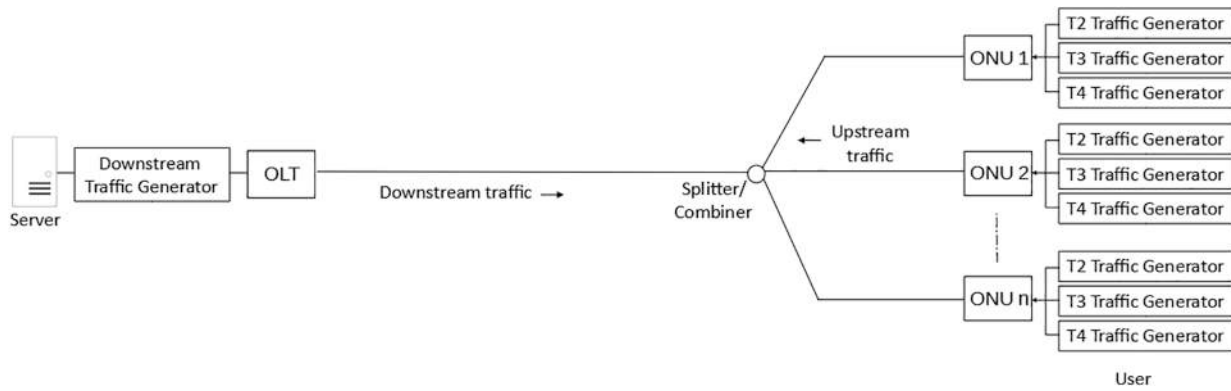 Server
Downstream
Traffic Generator
OLT
Downstream traffic →
Splitter/
Combiner
← Upstream
traffic
ONU 1
T2 Traffic Generator
T3 Traffic Generator
T4 Traffic Generator
ONU 2
T2 Traffic Generator
T3 Traffic Generator
T4 Traffic Generator
ONU n
T2 Traffic Generator
T3 Traffic Generator
T4 Traffic Generator
User